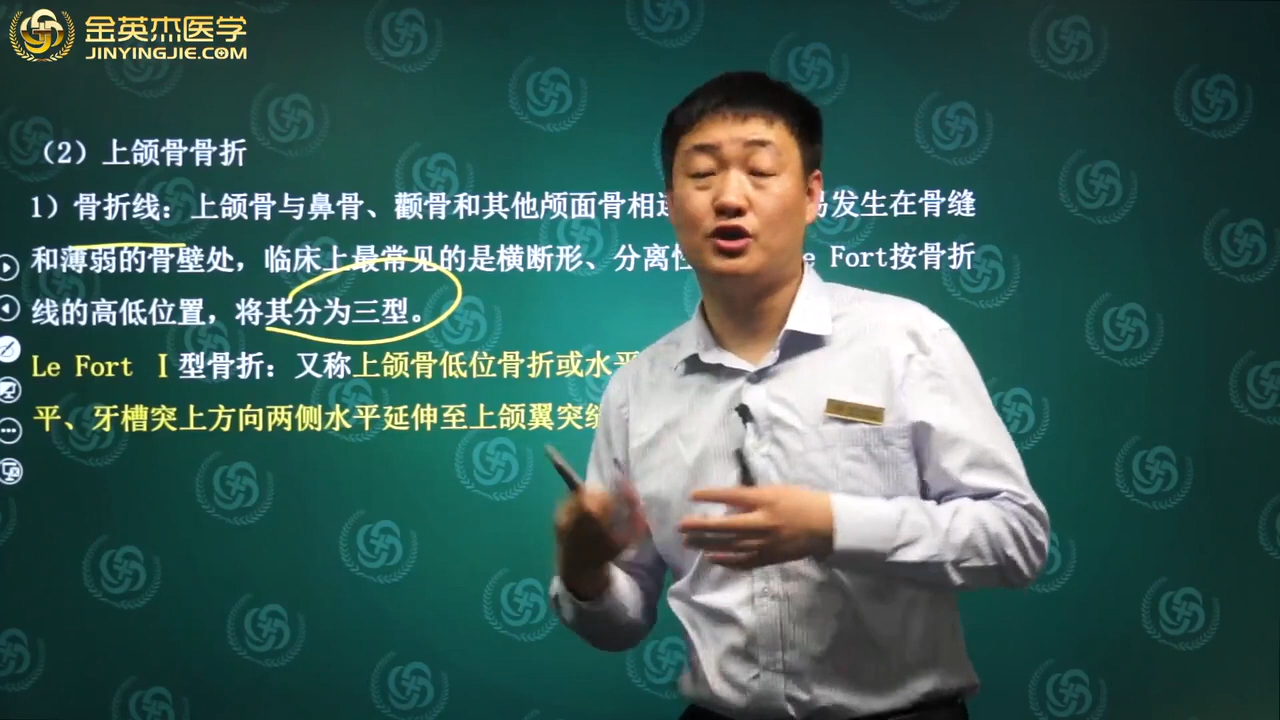 金英杰医学
JINYINGJIE.COM
（2）上颌骨骨折
1）骨折线：上颌骨与鼻骨、颧骨和其他颅面骨相 易发生在骨缝
和薄弱的骨壁处，临床上最常见的是横断形、分离 Fort按骨折
线的高低位置，将其分为三型。
Le Fort Ⅰ型骨折：又称上颌骨低位骨折或水
平、牙槽突上方向两侧水平延伸至上颌翼突